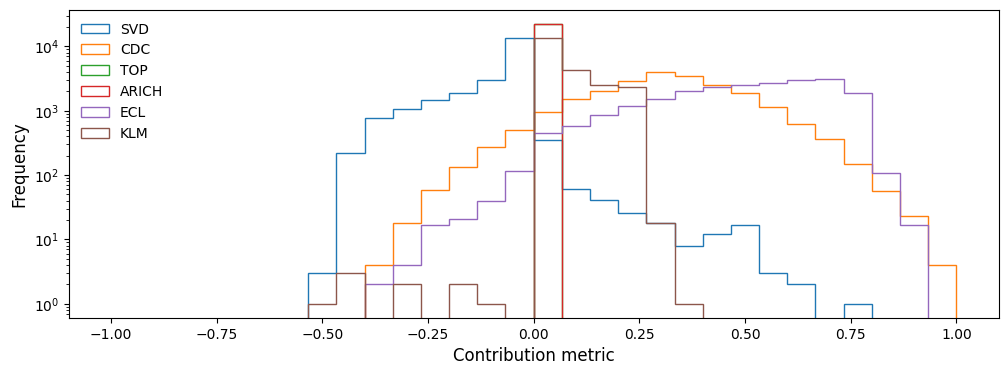 SVD
CDC
TOP
ARICH
ECL
KLM
Frequency
10⁴
10³
10²
10¹
10⁰
−1.00 −0.75 −0.50 −0.25 0.00 0.25 0.50 0.75 1.00
Contribution metric